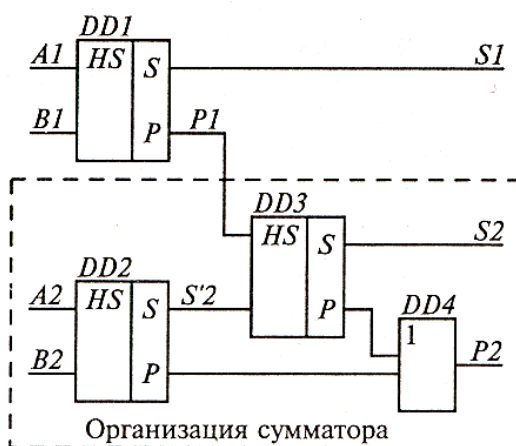 DD1
A1 HS S S1
B1 P P1
DD3
HS S S2
DD2
A2 HS S S'2 P DD4
1
B2 P P2
Организация сумматора